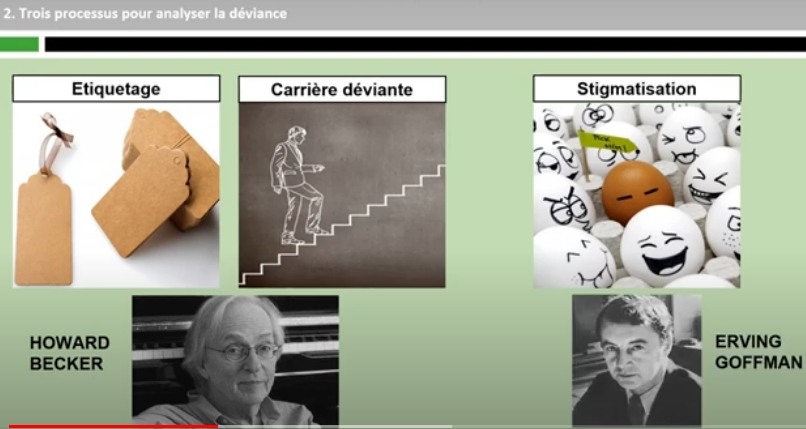 2. Trois processus pour analyser la déviance
Etiquetage
Carrière déviante
Stigmatisation
HOWARD
BECKER
ERVING
GOFFMAN